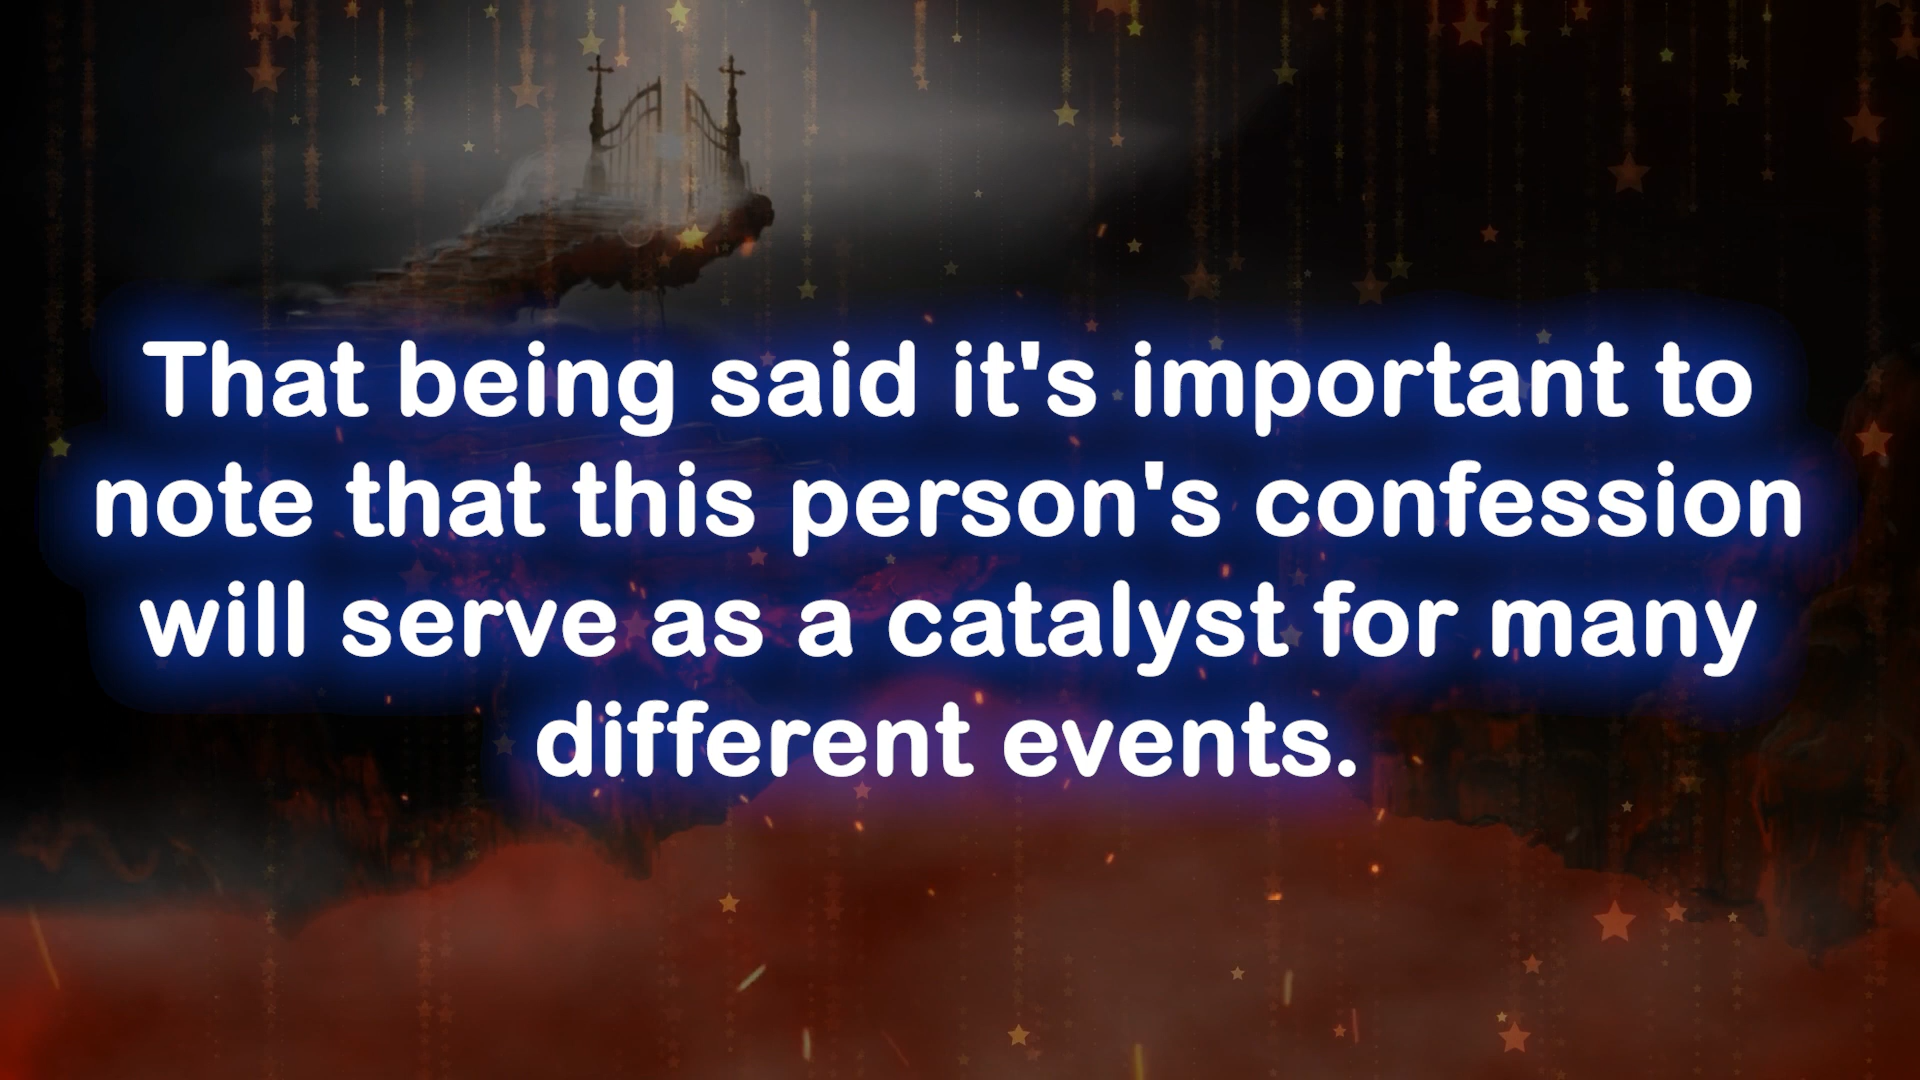 That being said it's important to
note that this person's confession
will serve as a catalyst for many
different events.